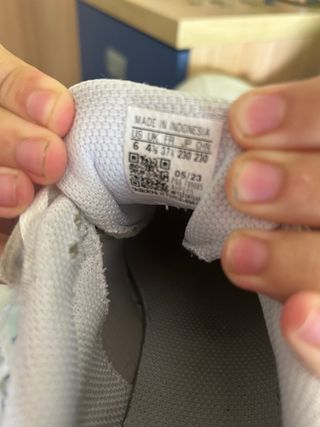 MADE IN INDONESIA
US UK FR JP CHN
6 4½ 37⅓ 230 230
05/23